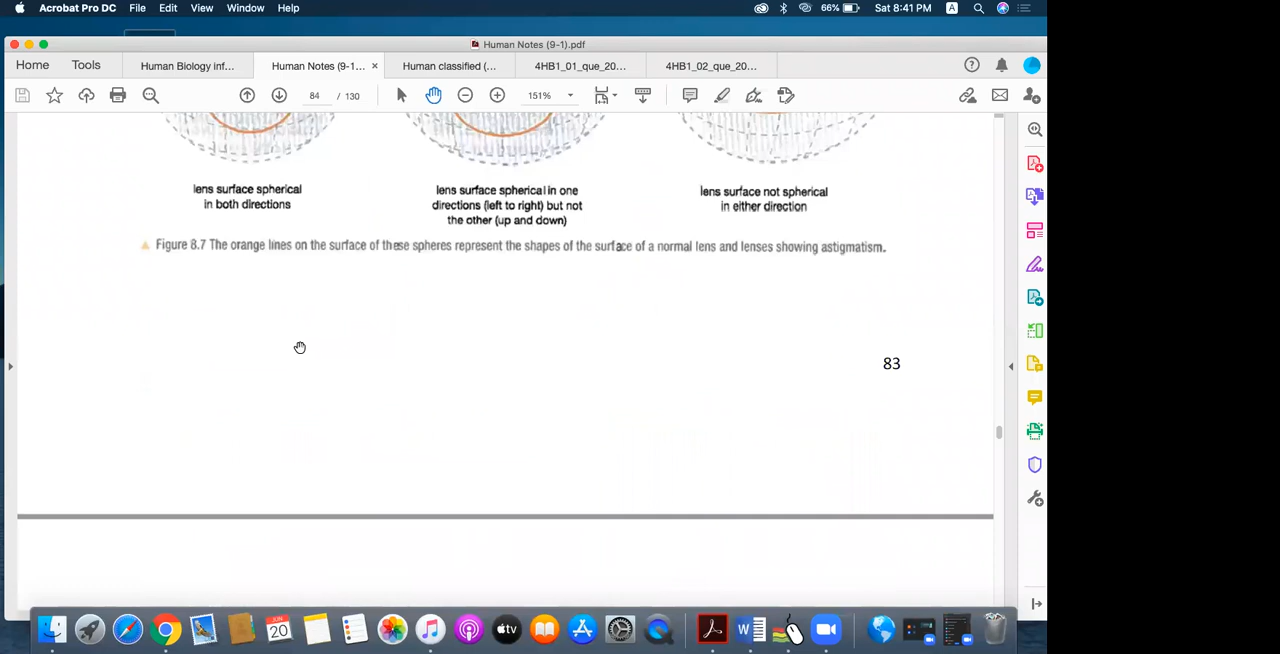 Acrobat Pro DC File Edit View Window Help 66% Sat 8:41 PM A
Human Notes (9-1).pdf
Home Tools Human Biology inf... Human Notes (9-1... × Human classified (... 4HB1_01_que_20... 4HB1_02_que_20...
84 / 130 151%
lens surface spherical
in both directions
lens surface spherical in one
directions (left to right) but not
the other (up and down)
lens surface not spherical
in either direction
Figure 8.7 The orange lines on the surface of these spheres represent the shapes of the surface of a normal lens and lenses showing astigmatism.
83
JUN
20
tv
W